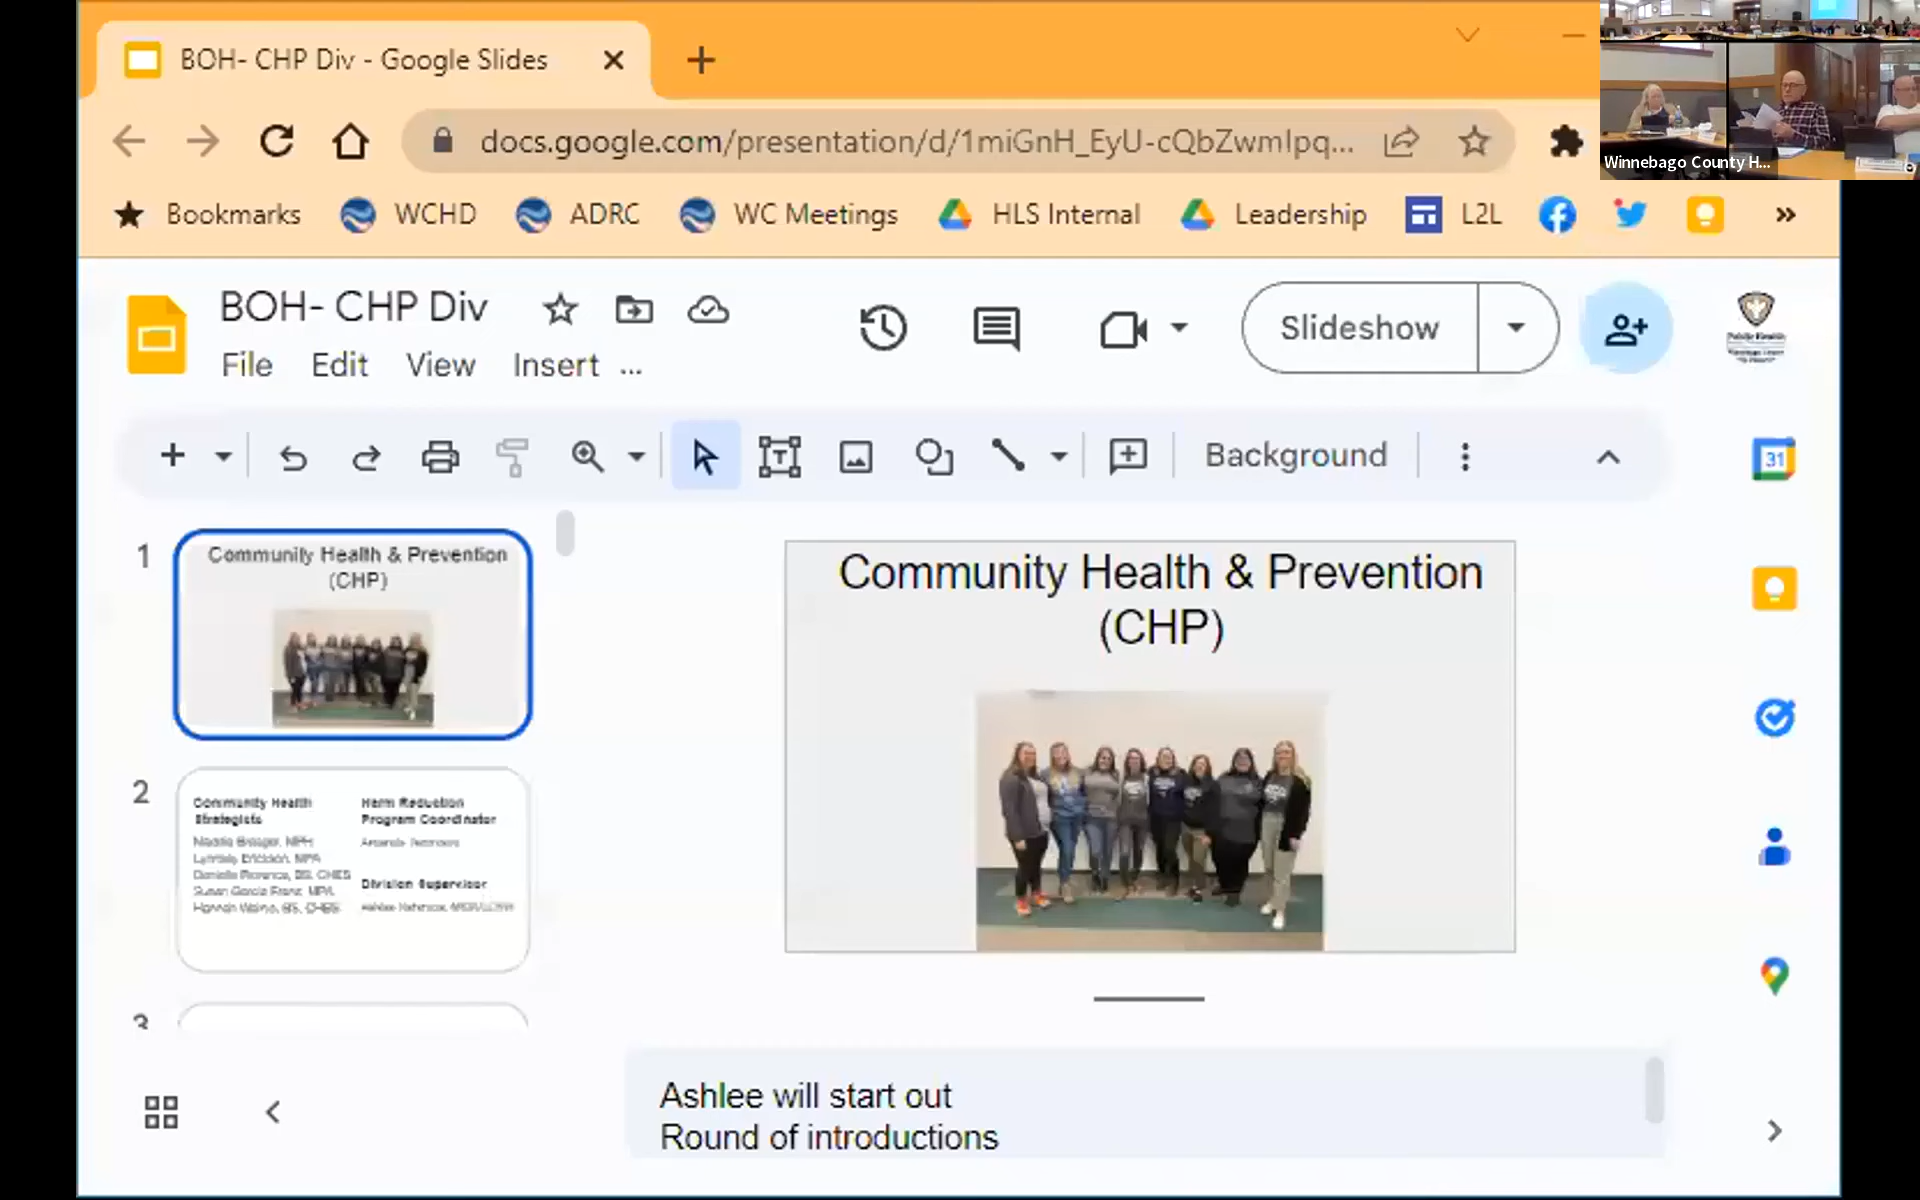 BOH- CHP Div - Google Slides
docs.google.com/presentation/d/1miGnH_EyU-cQbZwmIpq...
Winnebago County H...
Bookmarks WCHD ADRC WC Meetings HLS Internal Leadership L2L »
BOH- CHP Div
Slideshow
File Edit View Insert ...
Background
31
1
Community Health & Prevention
(CHP)
Community Health & Prevention
(CHP)
2
Community Health Strategists
Harm Reduction Program Coordinator
Division Supervisor
3
Ashlee will start out
Round of introductions